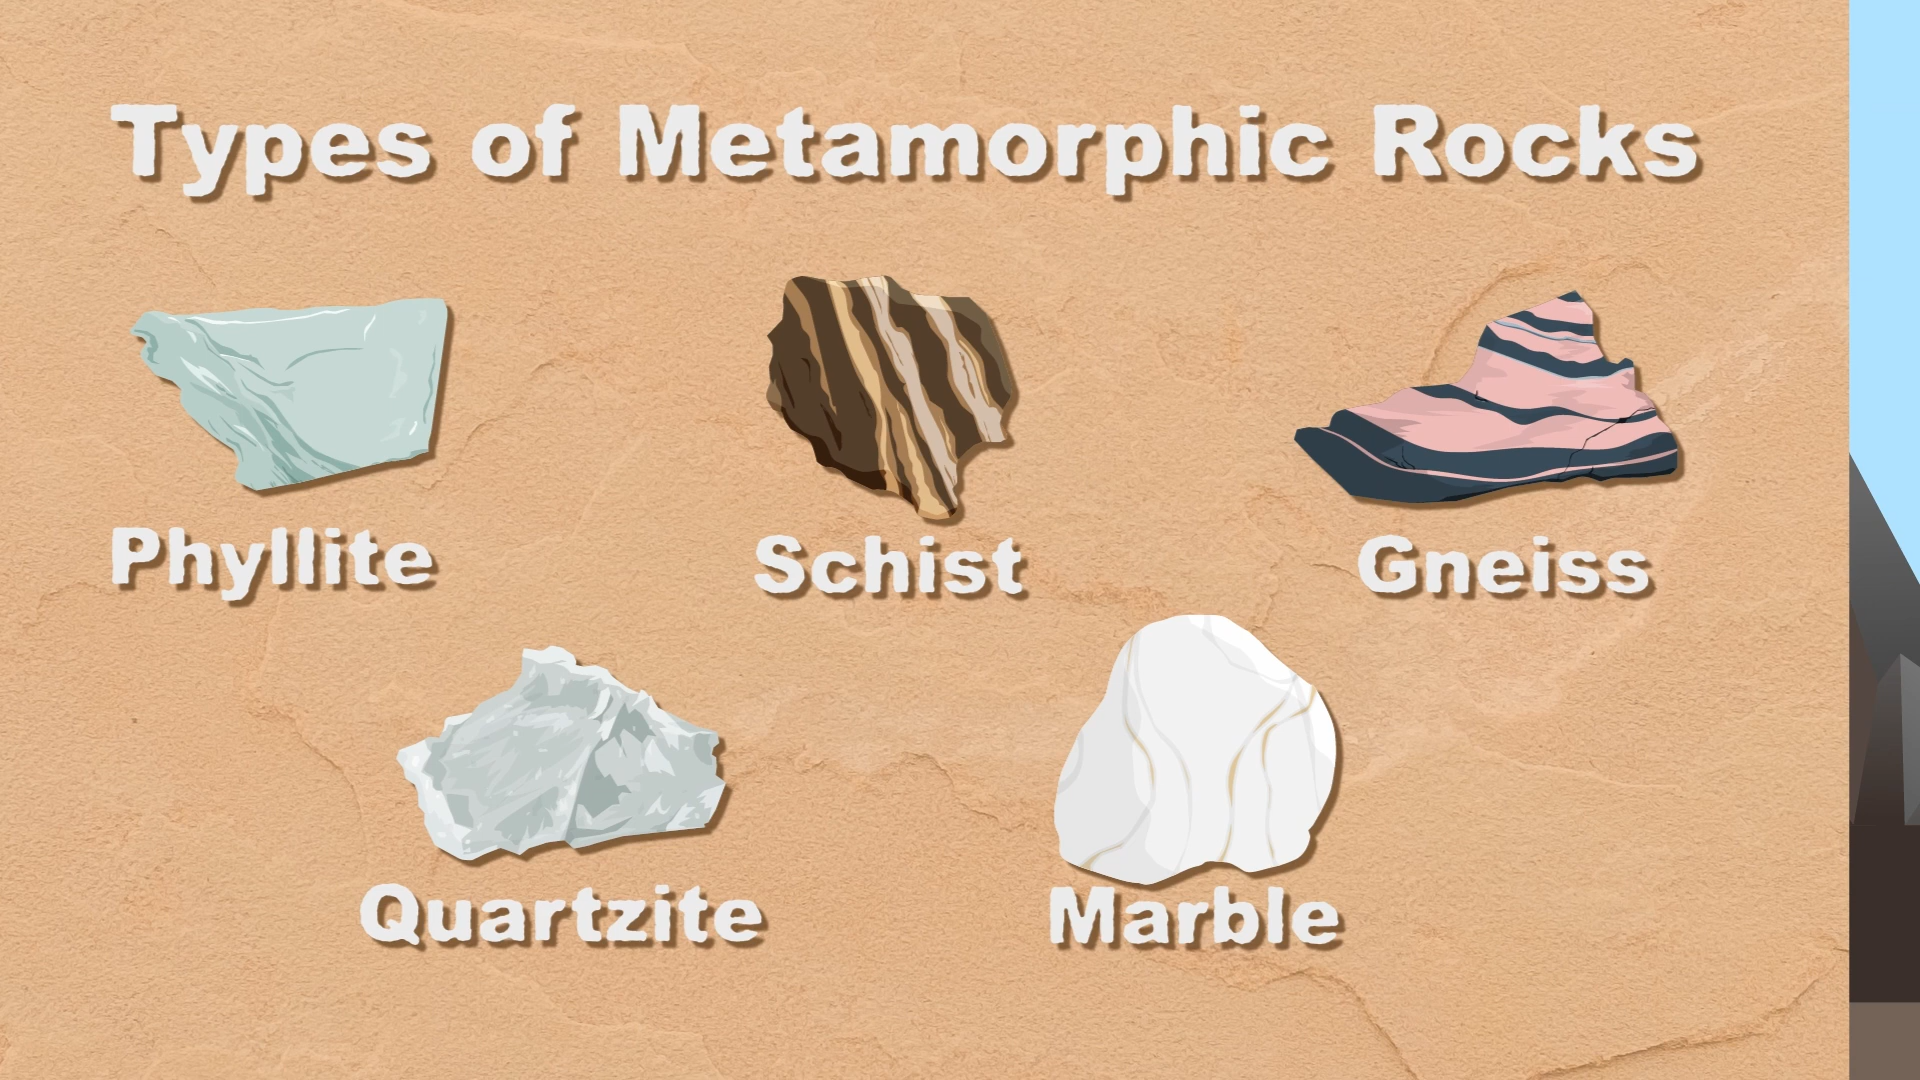 Types of Metamorphic Rocks
Phyllite
Schist
Gneiss
Quartzite
Marble